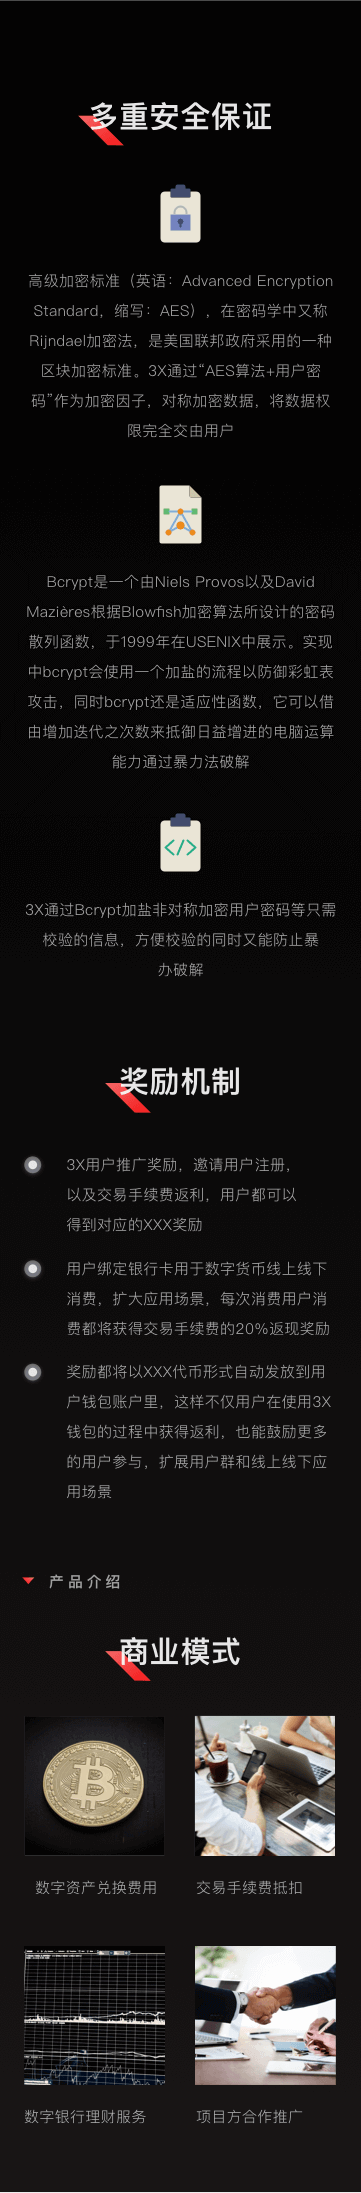 多重安全保证
高级加密标准（英语：Advanced Encryption
Standard，缩写：AES），在密码学中又称
Rijndael加密法，是美国联邦政府采用的一种
区块加密标准。3X通过“AES算法+用户密
码”作为加密因子，对称加密数据，将数据权
限完全交由用户
Bcrypt是一个由Niels Provos以及David
Mazières根据Blowfish加密算法所设计的密码
散列函数，于1999年在USENIX中展示。实现
中bcrypt会使用一个加盐的流程以防御彩虹表
攻击，同时bcrypt还是适应性函数，它可以借
由增加迭代之次数来抵御日益增进的电脑运算
能力通过暴力法破解
</>
3X通过Bcrypt加盐非对称加密用户密码等只需
校验的信息，方便校验的同时又能防止暴
办破解
奖励机制
3X用户推广奖励，邀请用户注册，
以及交易手续费返利，用户都可以
得到对应的XXX奖励
用户绑定银行卡用于数字货币线上线下
消费，扩大应用场景，每次消费用户消
费都将获得交易手续费的20%返现奖励
奖励都将以XXX代币形式自动发放到用
户钱包账户里，这样不仅用户在使用3X
钱包的过程中获得返利，也能鼓励更多
的用户参与，扩展用户群和线上线下应
用场景
产品介绍
商业模式
数字资产兑换费用
交易手续费抵扣
数字银行理财服务
项目方合作推广